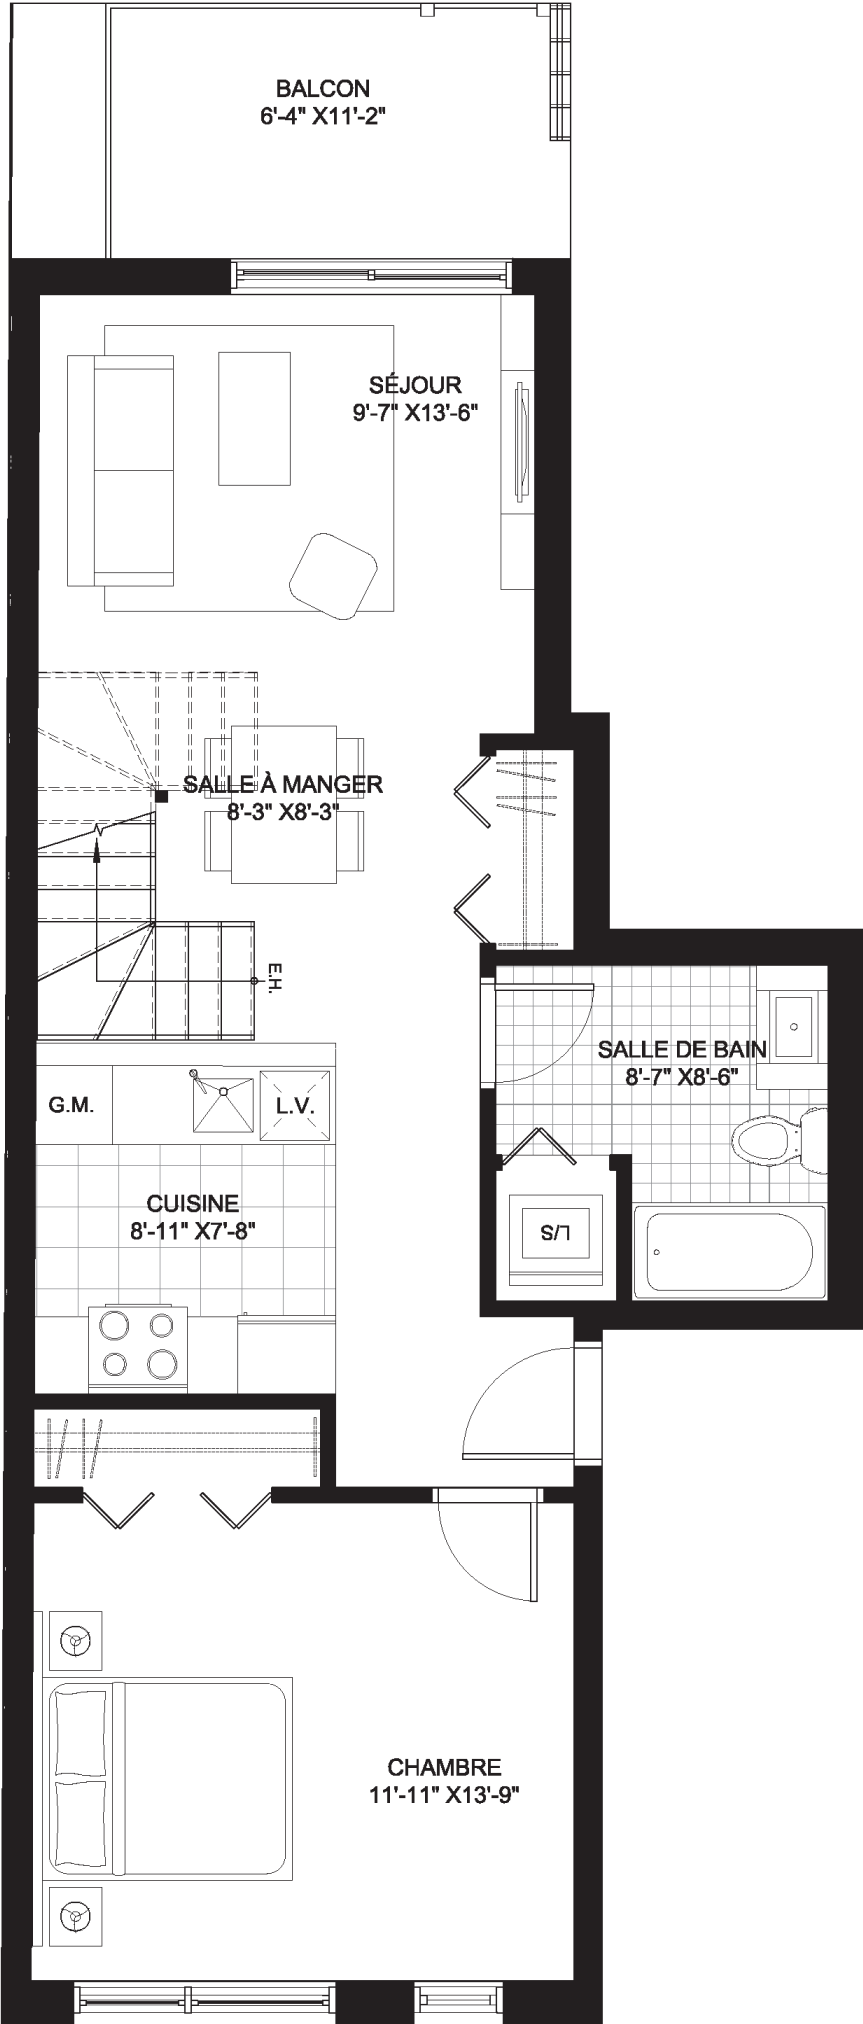 BALCON
6'-4" X11'-2"
SÉJOUR
9'-7" X13'-6"
SALLE À MANGER
8'-3" X8'-3"
E.H.
SALLE DE BAIN
8'-7" X8'-6"
G.M.
L.V.
CUISINE
8'-11" X7'-8"
L/S
CHAMBRE
11'-11" X13'-9"